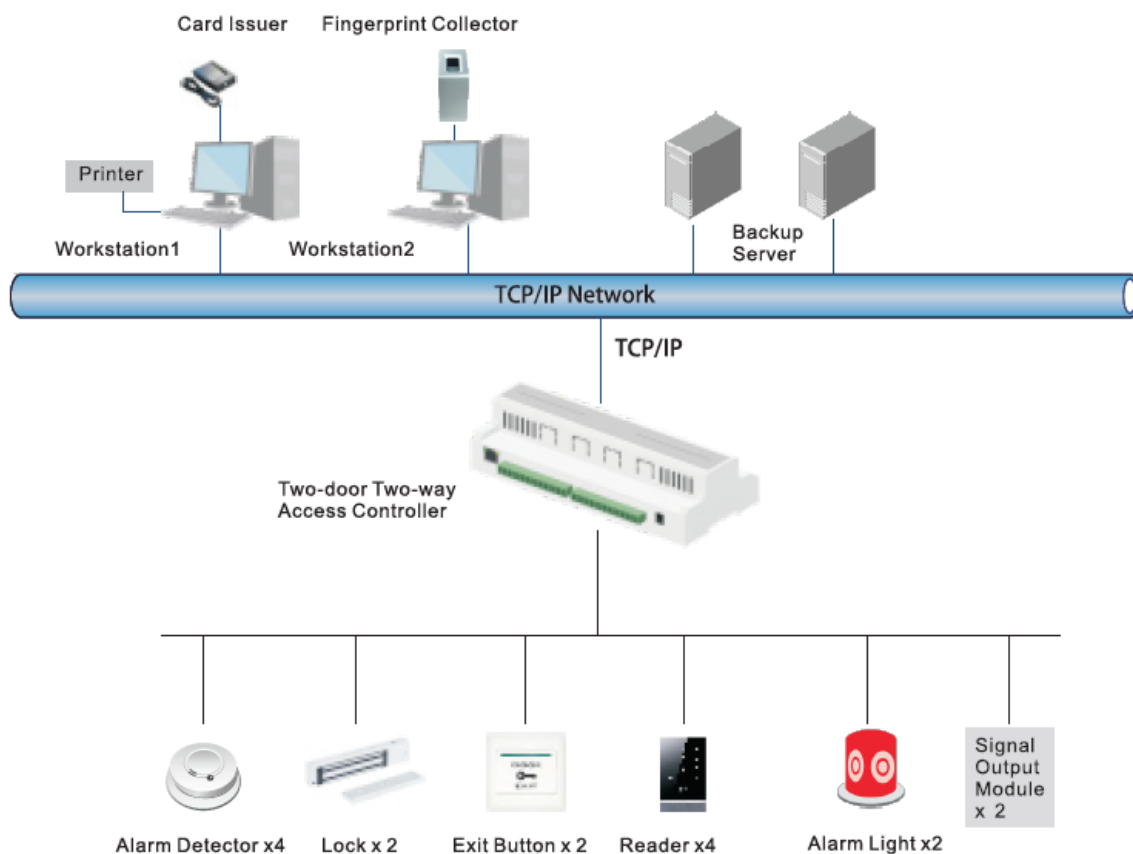 Card Issuer
Fingerprint Collector
Printer
Workstation1
Workstation2
Backup
Server
TCP/IP Network
TCP/IP
Two-door Two-way
Access Controller
Signal
Output
Module
x 2
Alarm Detector x4
Lock x 2
Exit Button x 2
Reader x4
Alarm Light x2